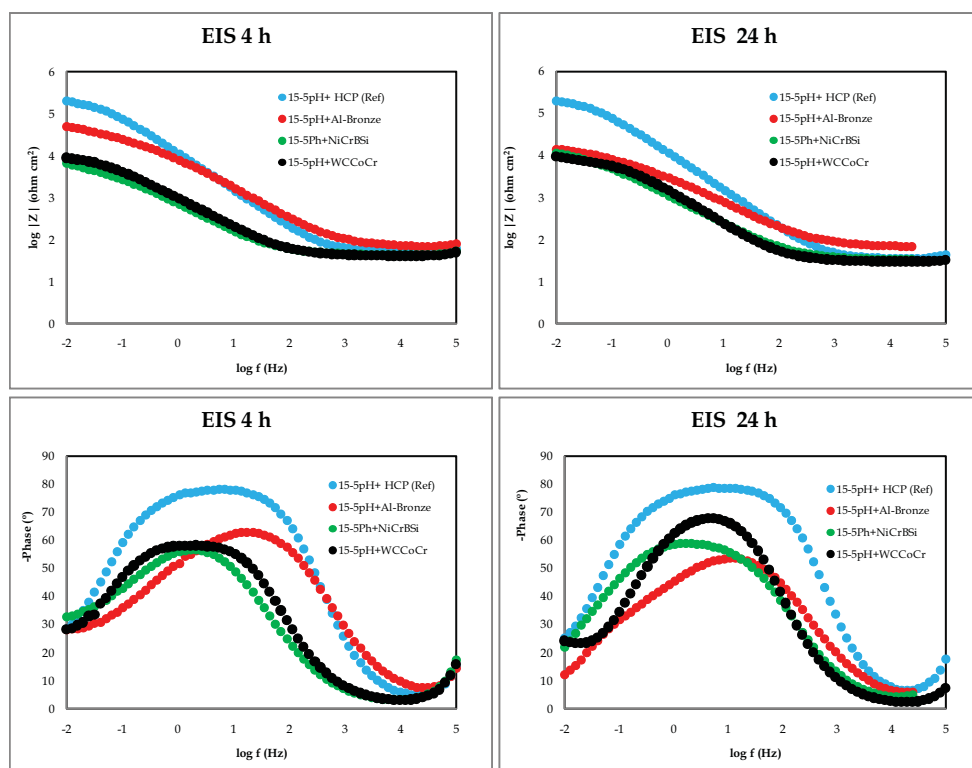 EIS 4 h
log | Z | (ohm cm²)
6
5
4
3
2
1
0
15-5pH+ HCP (Ref)
15-5pH+Al-Bronze
15-5Ph+NiCrBSi
15-5pH+WCCoCr
-2 -1 0 1 2 3 4 5
log f (Hz)
EIS  24 h
log | Z | (ohm cm²)
6
5
4
3
2
1
0
15-5pH+ HCP (Ref)
15-5pH+Al-Bronze
15-5Ph+NiCrBSi
15-5pH+WCCoCr
-2 -1 0 1 2 3 4 5
log f (Hz)
EIS 4 h
-Phase (°)
90
80
70
60
50
40
30
20
10
0
15-5pH+ HCP (Ref)
15-5pH+Al-Bronze
15-5Ph+NiCrBSi
15-5pH+WCCoCr
-2 -1 0 1 2 3 4 5
log f (Hz)
EIS  24 h
-Phase (°)
90
80
70
60
50
40
30
20
10
0
15-5pH+ HCP (Ref)
15-5pH+Al-Bronze
15-5Ph+NiCrBSi
15-5pH+WCCoCr
-2 -1 0 1 2 3 4 5
log f (Hz)